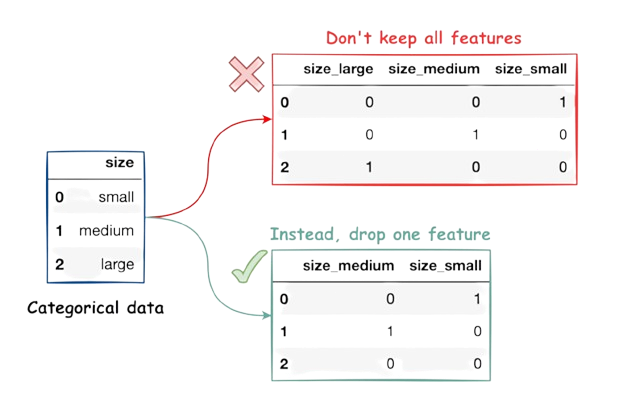 Don't keep all features
size_large size_medium size_small
0 0 0 1
1 0 1 0
2 1 0 0
size
0 small
1 medium
2 large
Categorical data
Instead, drop one feature
size_medium size_small
0 0 1
1 1 0
2 0 0